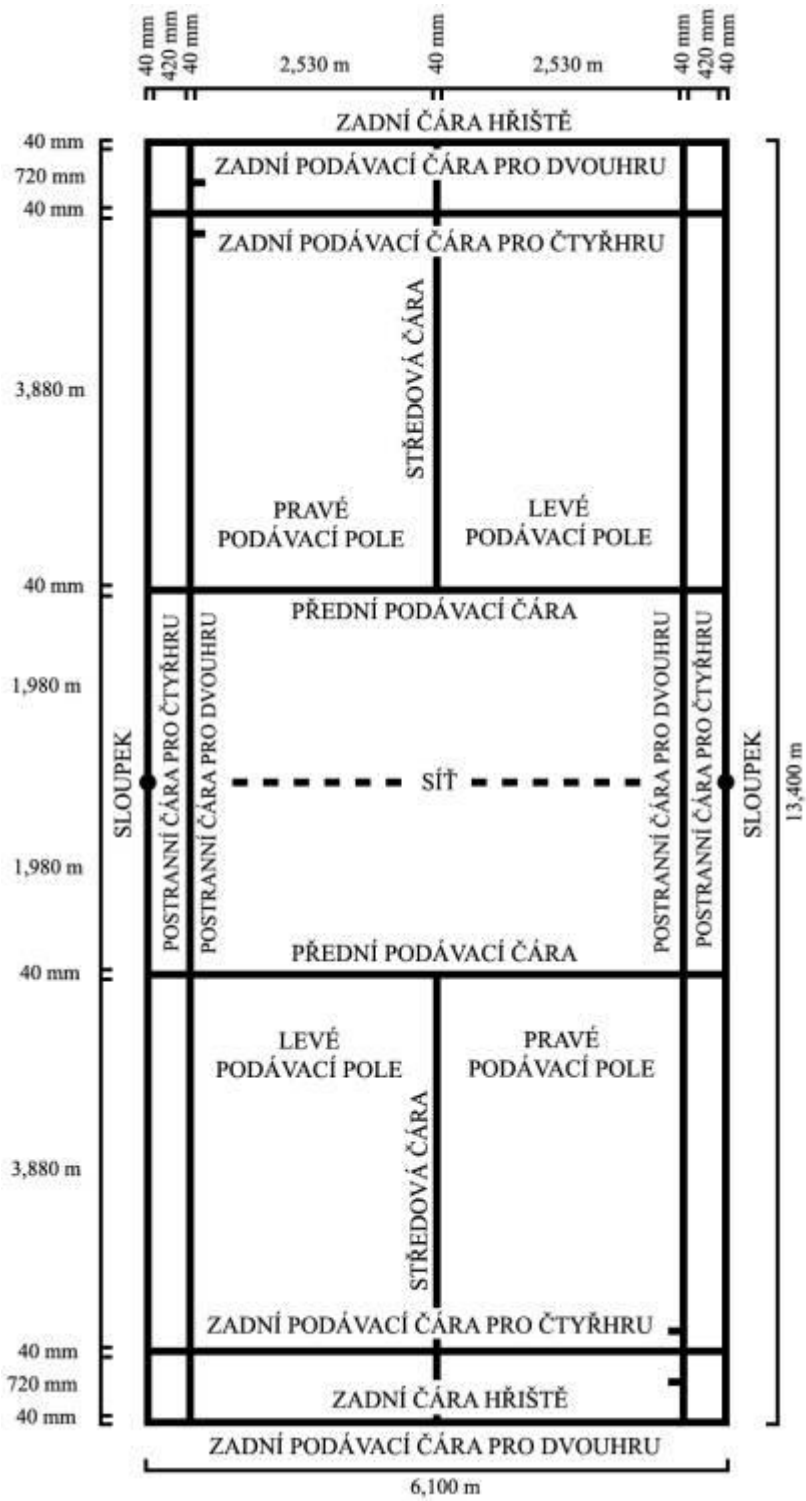 40 mm
420 mm
40 mm
2,530 m
40 mm
2,530 m
40 mm
420 mm
40 mm
ZADNÍ ČÁRA HŘIŠTĚ
40 mm
ZADNÍ PODÁVACÍ ČÁRA PRO DVOUHRU
720 mm
40 mm
ZADNÍ PODÁVACÍ ČÁRA PRO ČTYŘHRU
STŘEDOVÁ ČÁRA
3,880 m
PRAVÉ
PODÁVACÍ POLE
LEVÉ
PODÁVACÍ POLE
40 mm
PŘEDNÍ PODÁVACÍ ČÁRA
1,980 m
SLOUPEK
POSTRANNÍ ČÁRA PRO ČTYŘHRU
POSTRANNÍ ČÁRA PRO DVOUHRU
SÍŤ
POSTRANNÍ ČÁRA PRO DVOUHRU
POSTRANNÍ ČÁRA PRO ČTYŘHRU
SLOUPEK
13,400 m
1,980 m
PŘEDNÍ PODÁVACÍ ČÁRA
40 mm
LEVÉ
PODÁVACÍ POLE
PRAVÉ
PODÁVACÍ POLE
STŘEDOVÁ ČÁRA
3,880 m
ZADNÍ PODÁVACÍ ČÁRA PRO ČTYŘHRU
40 mm
720 mm
ZADNÍ ČÁRA HŘIŠTĚ
40 mm
ZADNÍ PODÁVACÍ ČÁRA PRO DVOUHRU
6,100 m